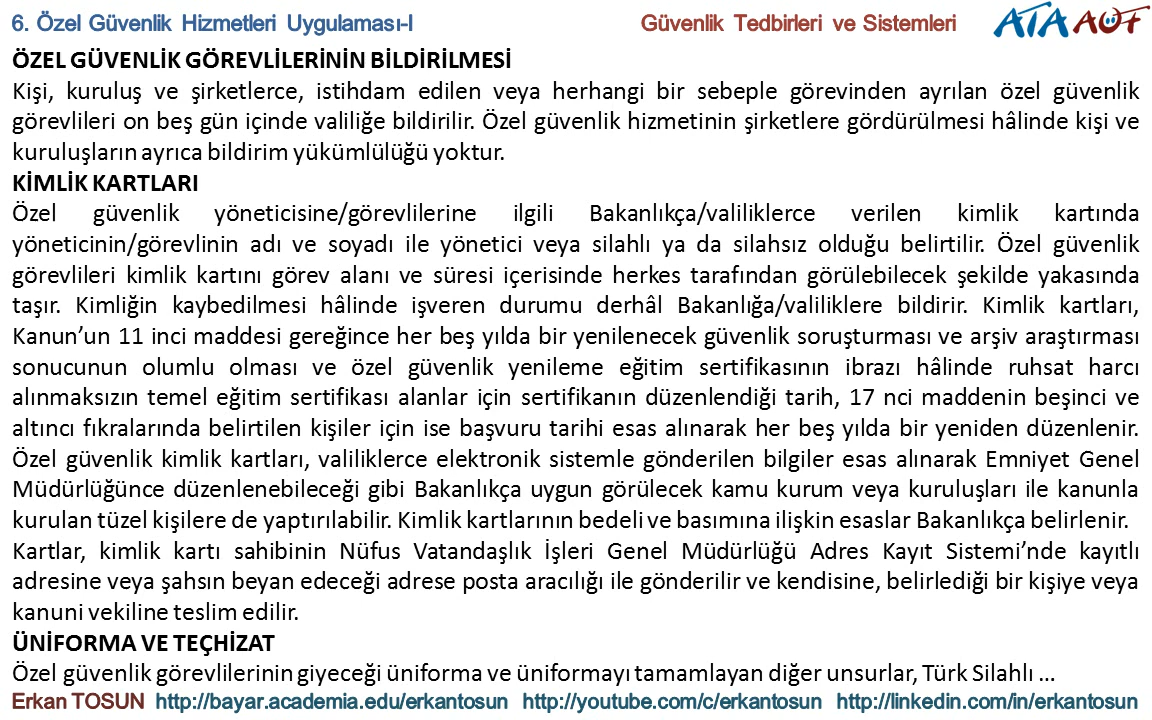 6. Özel Güvenlik Hizmetleri Uygulaması-I Güvenlik Tedbirleri ve Sistemleri ATA AÖF
ÖZEL GÜVENLİK GÖREVLİLERİNİN BİLDİRİLMESİ
Kişi, kuruluş ve şirketlerce, istihdam edilen veya herhangi bir sebeple görevinden ayrılan özel güvenlik
görevlileri on beş gün içinde valiliğe bildirilir. Özel güvenlik hizmetinin şirketlere gördürülmesi hâlinde kişi ve
kuruluşların ayrıca bildirim yükümlülüğü yoktur.
KİMLİK KARTLARI
Özel güvenlik yöneticisine/görevlilerine ilgili Bakanlıkça/valiliklerce verilen kimlik kartında
yöneticinin/görevlinin adı ve soyadı ile yönetici veya silahlı ya da silahsız olduğu belirtilir. Özel güvenlik
görevlileri kimlik kartını görev alanı ve süresi içerisinde herkes tarafından görülebilecek şekilde yakasında
taşır. Kimliğin kaybedilmesi hâlinde işveren durumu derhâl Bakanlığa/valiliklere bildirir. Kimlik kartları,
Kanun’un 11 inci maddesi gereğince her beş yılda bir yenilenecek güvenlik soruşturması ve arşiv araştırması
sonucunun olumlu olması ve özel güvenlik yenileme eğitim sertifikasının ibrazı hâlinde ruhsat harcı
alınmaksızın temel eğitim sertifikası alanlar için sertifikanın düzenlendiği tarih, 17 nci maddenin beşinci ve
altıncı fıkralarında belirtilen kişiler için ise başvuru tarihi esas alınarak her beş yılda bir yeniden düzenlenir.
Özel güvenlik kimlik kartları, valiliklerce elektronik sistemle gönderilen bilgiler esas alınarak Emniyet Genel
Müdürlüğünce düzenlenebileceği gibi Bakanlıkça uygun görülecek kamu kurum veya kuruluşları ile kanunla
kurulan tüzel kişilere de yaptırılabilir. Kimlik kartlarının bedeli ve basımına ilişkin esaslar Bakanlıkça belirlenir.
Kartlar, kimlik kartı sahibinin Nüfus Vatandaşlık İşleri Genel Müdürlüğü Adres Kayıt Sistemi’nde kayıtlı
adresine veya şahsın beyan edeceği adrese posta aracılığı ile gönderilir ve kendisine, belirlediği bir kişiye veya
kanuni vekiline teslim edilir.
ÜNİFORMA VE TEÇHİZAT
Özel güvenlik görevlilerinin giyeceği üniforma ve üniformayı tamamlayan diğer unsurlar, Türk Silahlı ...
Erkan TOSUN http://bayar.academia.edu/erkantosun http://youtube.com/c/erkantosun http://linkedin.com/in/erkantosun